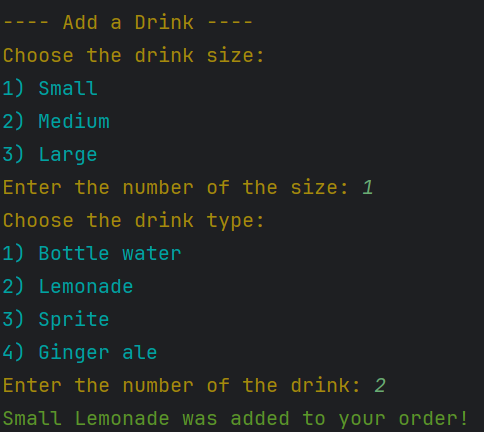 ---- Add a Drink ----
Choose the drink size:
1) Small
2) Medium
3) Large
Enter the number of the size: 1
Choose the drink type:
1) Bottle water
2) Lemonade
3) Sprite
4) Ginger ale
Enter the number of the drink: 2
Small Lemonade was added to your order!